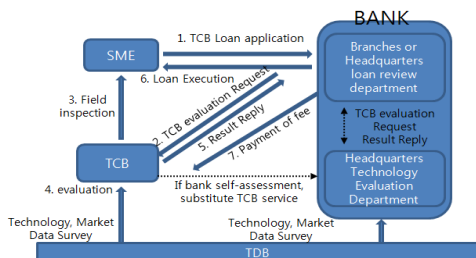 BANK
1. TCB Loan application
SME
6. Loan Execution
Branches or
Headquarters
loan review
department
3. Field
inspection
2. TCB evaluation Request
5. Result Reply
7. Payment of fee
TCB evaluation
Request
Result Reply
TCB
4. evaluation
If bank self-assessment,
substitute TCB service
Headquarters
Technology
Evaluation
Department
Technology, Market
Data Survey
Technology, Market
Data Survey
TDB